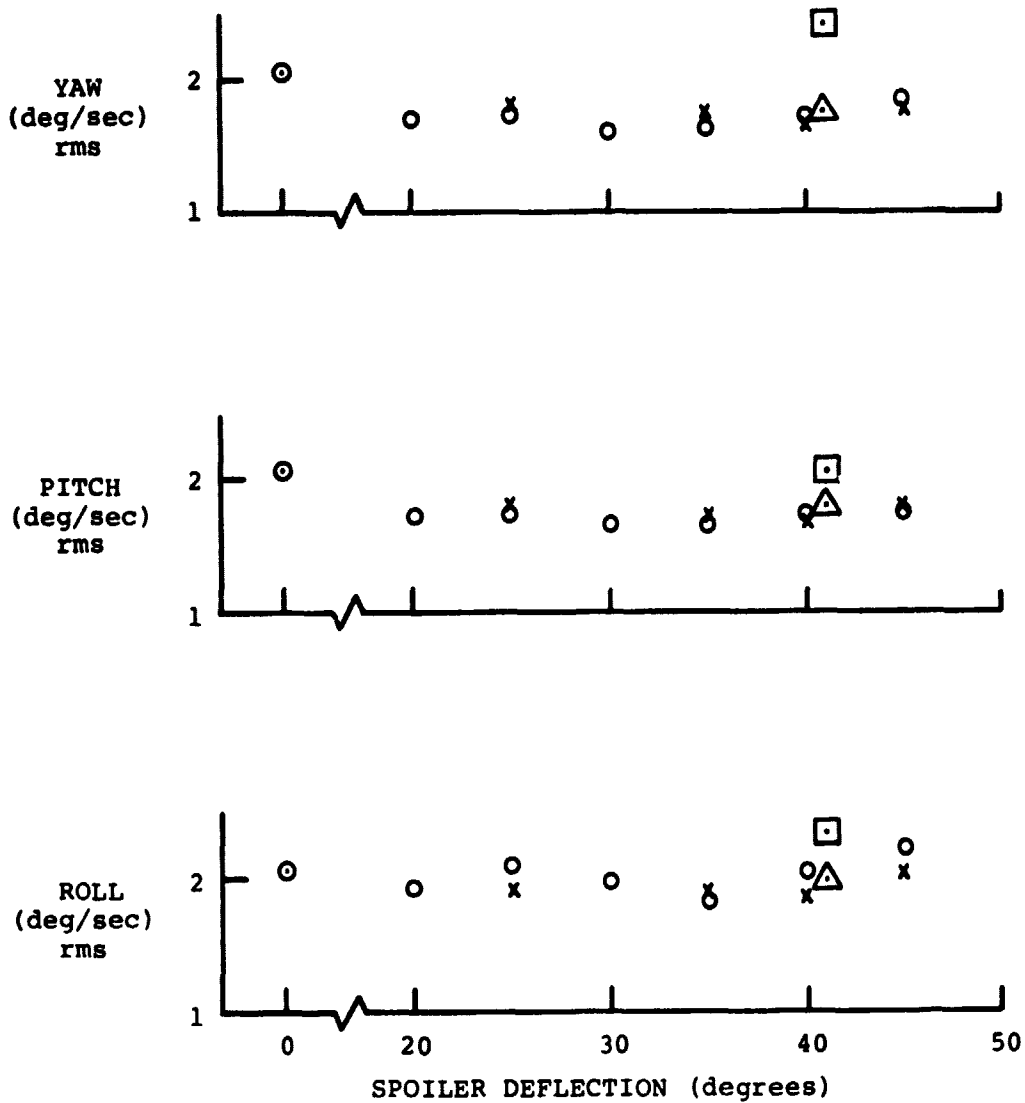 YAW
(deg/sec)
rms
2
1
PITCH
(deg/sec)
rms
2
1
ROLL
(deg/sec)
rms
2
1
0 20 30 40 50
SPOILER DEFLECTION (degrees)